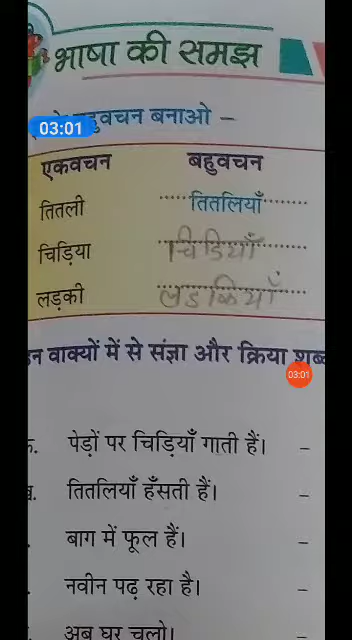 भाषा की समझ
03:01
हुवचन बनाओ –
एकवचन बहुवचन
तितली तितलियाँ
चिड़िया चिडियाँ
लड़की लडकियाँ
न वाक्यों में से संज्ञा और क्रिया शब्द
03:01
पेड़ों पर चिड़ियाँ गाती हैं। –
तितलियाँ हँसती हैं। –
बाग में फूल हैं। –
नवीन पढ़ रहा है। –
अब घर चलो। –